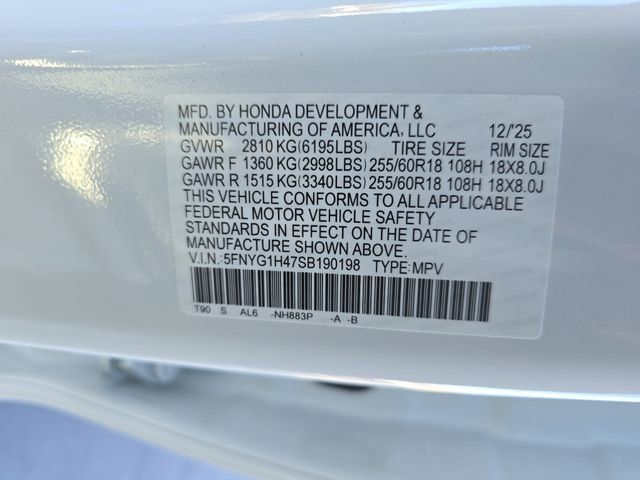 MFD. BY HONDA DEVELOPMENT &
MANUFACTURING OF AMERICA, LLC 12/'25
GVWR 2810 KG(6195LBS) TIRE SIZE RIM SIZE
GAWR F 1360 KG(2998LBS) 255/60R18 108H 18X8.0J
GAWR R 1515 KG(3340LBS) 255/60R18 108H 18X8.0J
THIS VEHICLE CONFORMS TO ALL APPLICABLE
FEDERAL MOTOR VEHICLE SAFETY
STANDARDS IN EFFECT ON THE DATE OF
MANUFACTURE SHOWN ABOVE.
V.I.N.:5FNYG1H47SB190198 TYPE:MPV
T90 S AL6 -NH883P -A -B